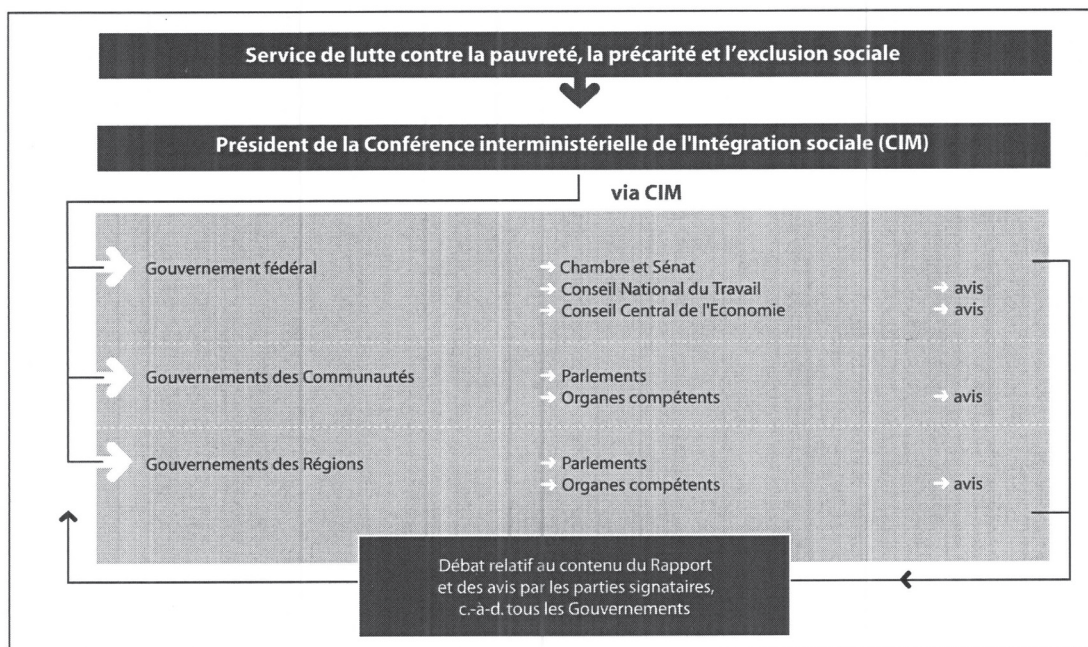 Service de lutte contre la pauvreté, la précarité et l'exclusion sociale
Président de la Conférence interministérielle de l'Intégration sociale (CIM)
via CIM
Gouvernement fédéral
Chambre et Sénat
Conseil National du Travail
avis
Conseil Central de l'Economie
avis
Gouvernements des Communautés
Parlements
Organes compétents
avis
Gouvernements des Régions
Parlements
Organes compétents
avis
Débat relatif au contenu du Rapport
et des avis par les parties signataires,
c.-à-d. tous les Gouvernements